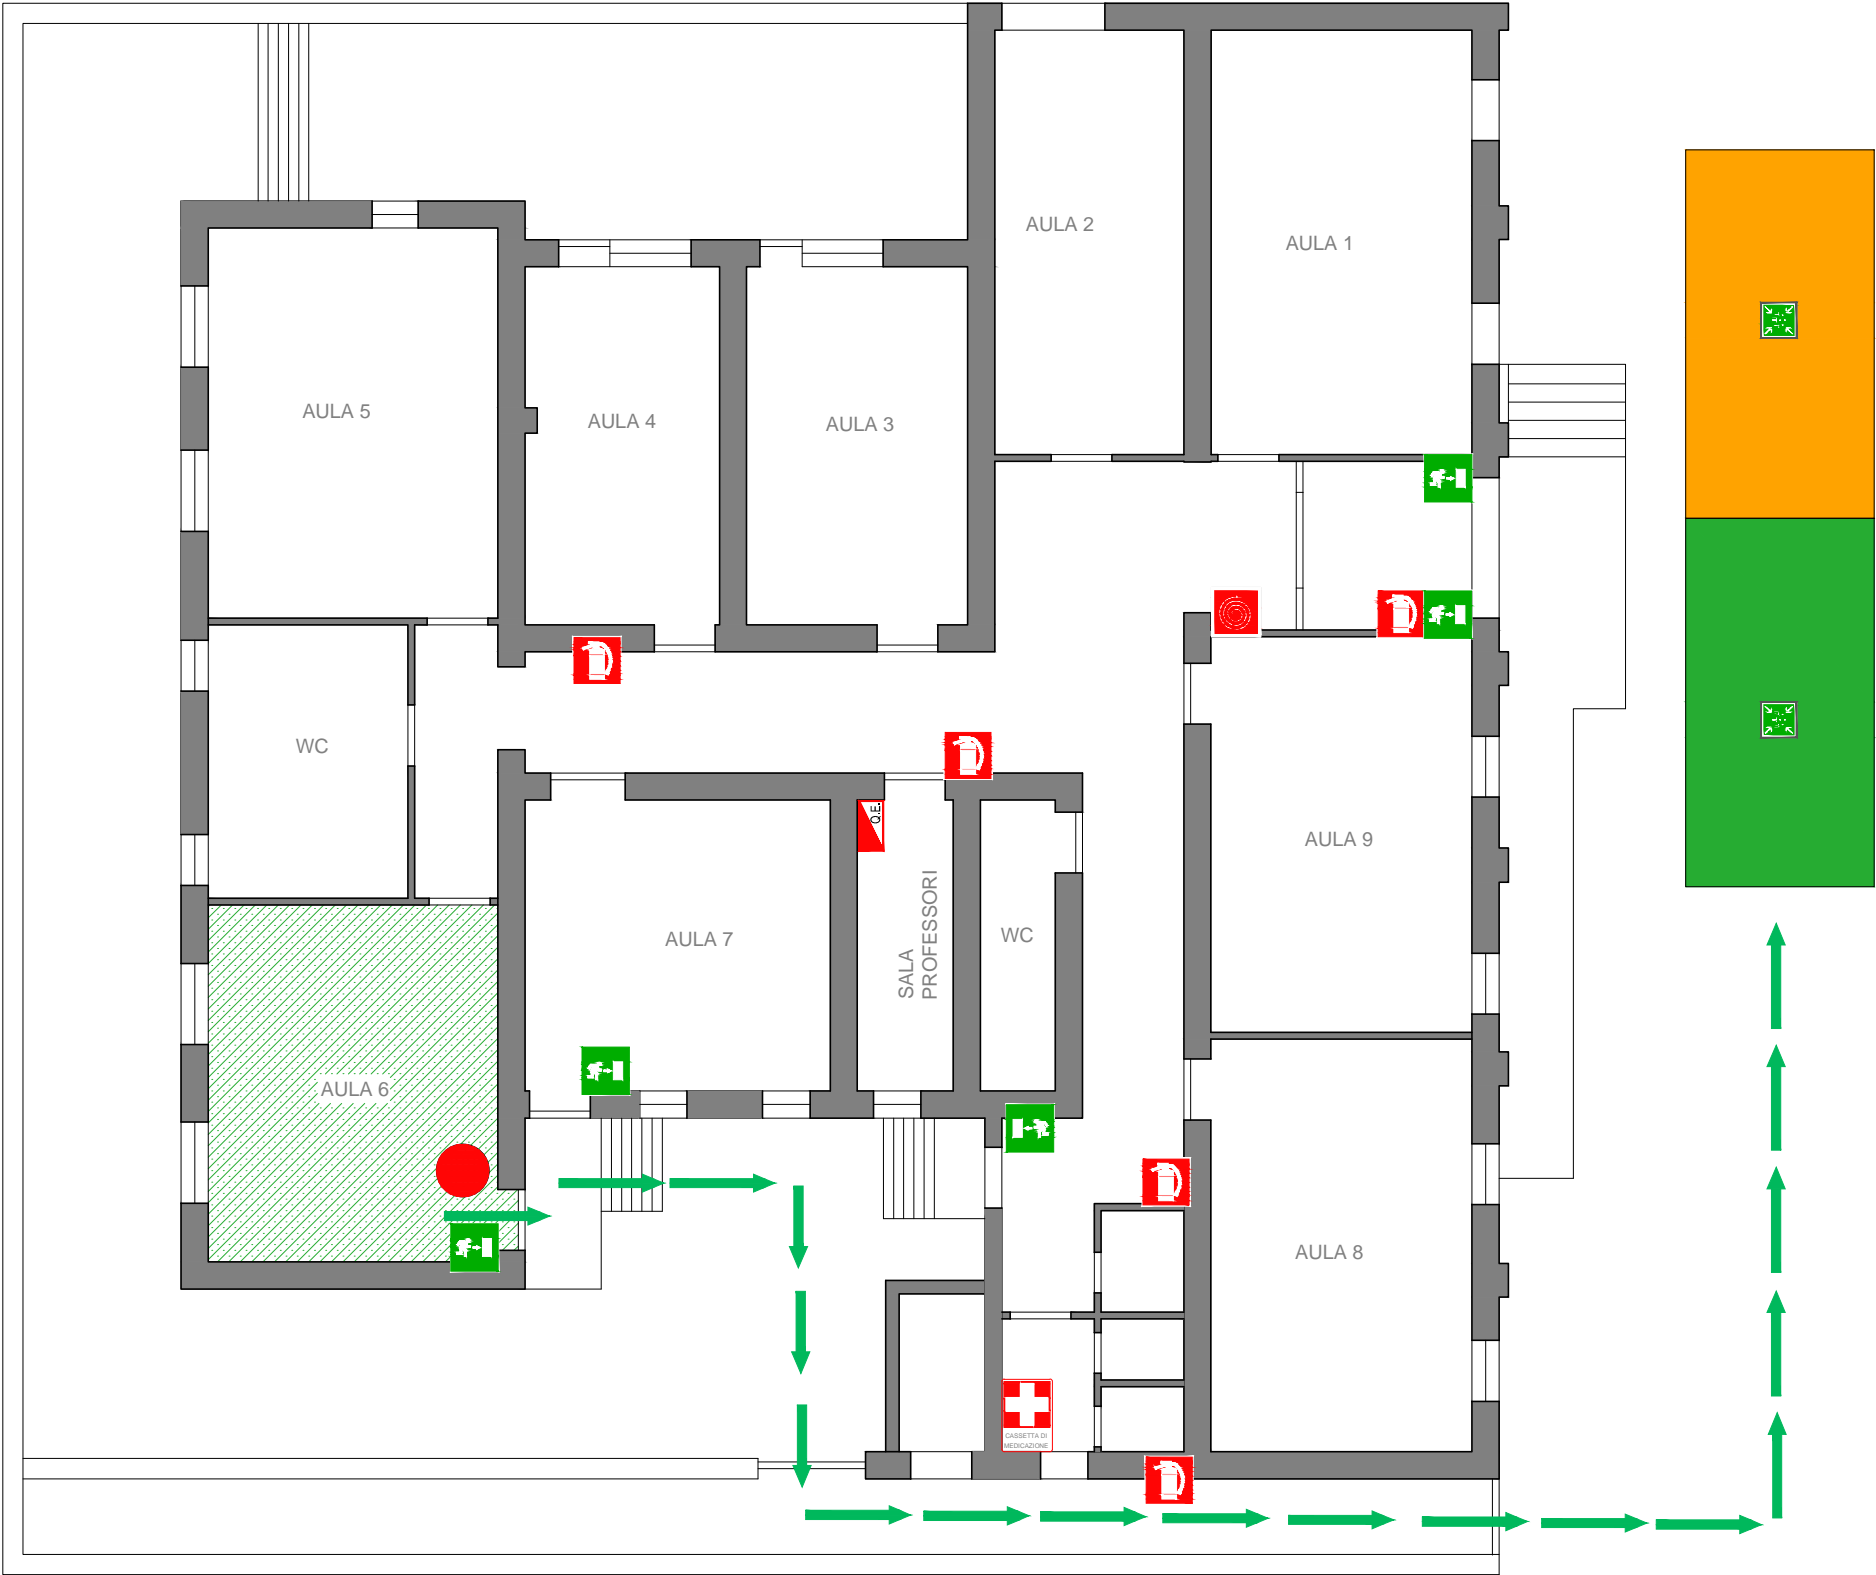 AULA 2
AULA 1
AULA 5
AULA 4
AULA 3
WC
AULA 9
Q.E.
AULA 7
SALA
PROFESSORI
WC
AULA 6
AULA 8
CASSETTA DI
MEDICAZIONE